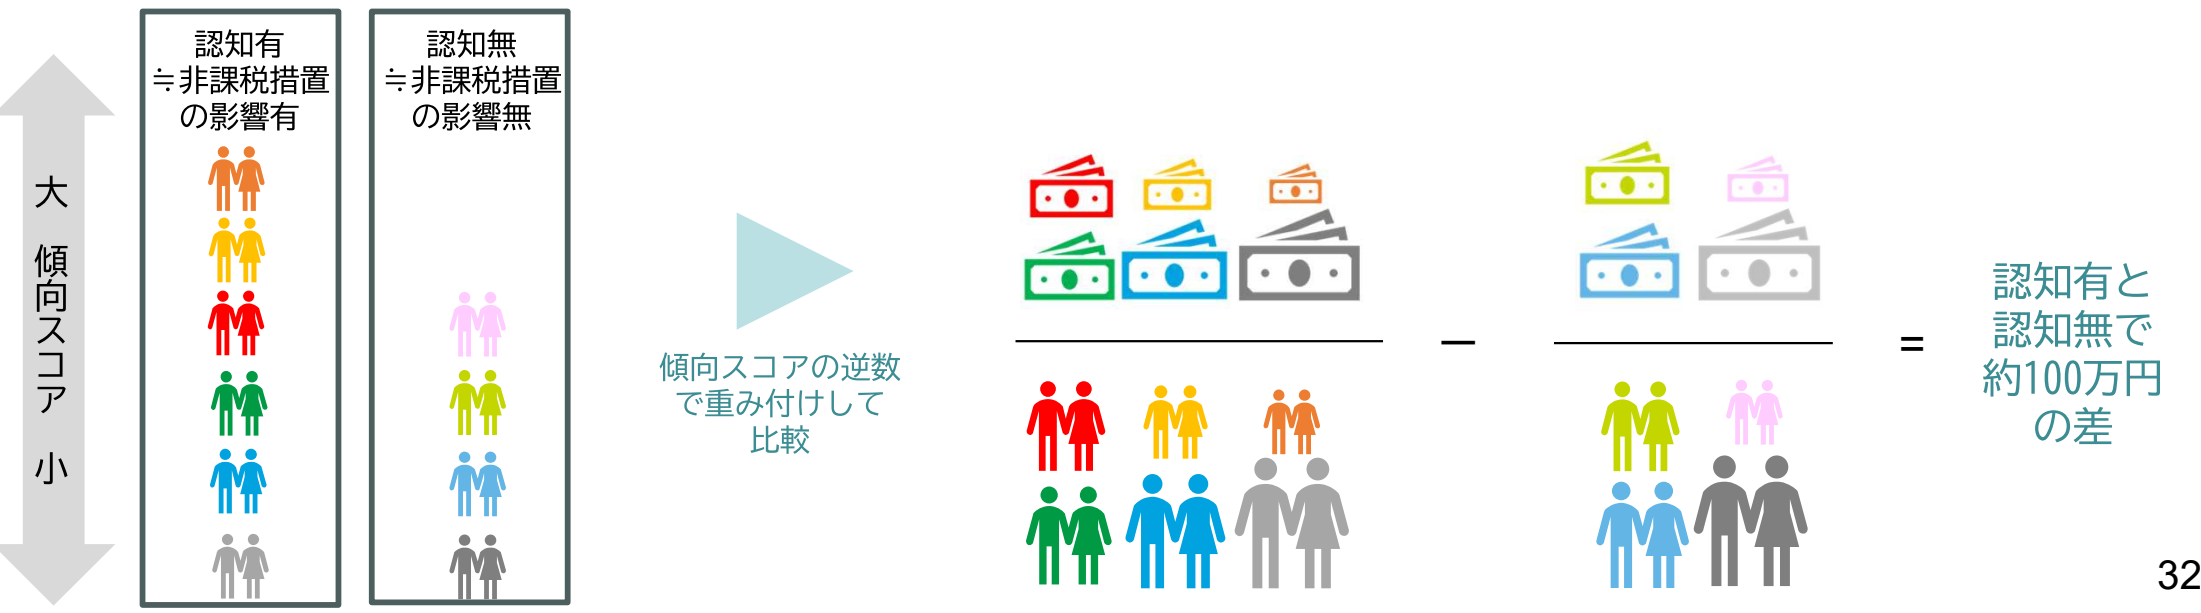 大 傾向スコア 小
認知有
≒非課税措置
の影響有
認知無
≒非課税措置
の影響無
傾向スコアの逆数
で重み付けして
比較
－
=
認知有と
認知無で
約100万円
の差
32